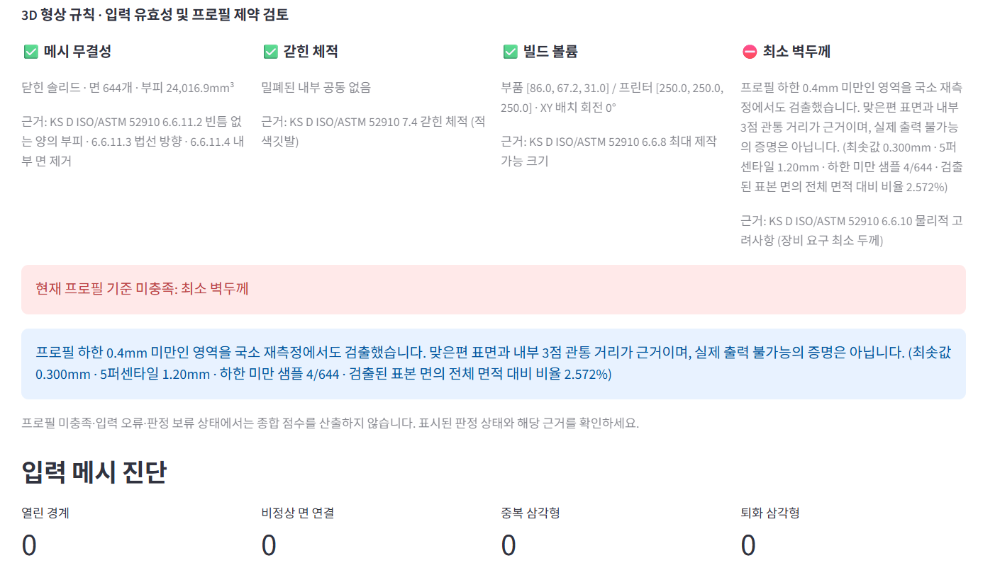 3D 형상 규칙 · 입력 유효성 및 프로필 제약 검토
✅ 메시 무결성
닫힌 솔리드 · 면 644개 · 부피 24,016.9mm³
근거: KS D ISO/ASTM 52910 6.6.11.2 빈틈 없
는 양의 부피 · 6.6.11.3 법선 방향 · 6.6.11.4 내
부 면 제거
✅ 갇힌 체적
밀폐된 내부 공동 없음
근거: KS D ISO/ASTM 52910 7.4 갇힌 체적 (적
색깃발)
✅ 빌드 볼륨
부품 [86.0, 67.2, 31.0] / 프린터 [250.0, 250.0,
250.0] · XY 배치 회전 0°
근거: KS D ISO/ASTM 52910 6.6.8 최대 제작
가능 크기
⛔ 최소 벽두께
프로필 하한 0.4mm 미만인 영역을 국소 재측
정에서도 검출했습니다. 맞은편 표면과 내부
3점 관통 거리가 근거이며, 실제 출력 불가능
의 증명은 아닙니다. (최솟값 0.300mm · 5퍼
센타일 1.20mm · 하한 미만 샘플 4/644 · 검출
된 표본 면의 전체 면적 대비 비율 2.572%)
근거: KS D ISO/ASTM 52910 6.6.10 물리적 고
려사항 (장비 요구 최소 두께)
현재 프로필 기준 미충족: 최소 벽두께
프로필 하한 0.4mm 미만인 영역을 국소 재측정에서도 검출했습니다. 맞은편 표면과 내부 3점 관통 거리가 근거이며, 실제 출력 불가능의 증명은 아닙니다. (최솟값
0.300mm · 5퍼센타일 1.20mm · 하한 미만 샘플 4/644 · 검출된 표본 면의 전체 면적 대비 비율 2.572%)
프로필 미충족·입력 오류·판정 보류 상태에서는 종합 점수를 산출하지 않습니다. 표시된 판정 상태와 해당 근거를 확인하세요.
입력 메시 진단
열린 경계
0
비정상 면 연결
0
중복 삼각형
0
퇴화 삼각형
0